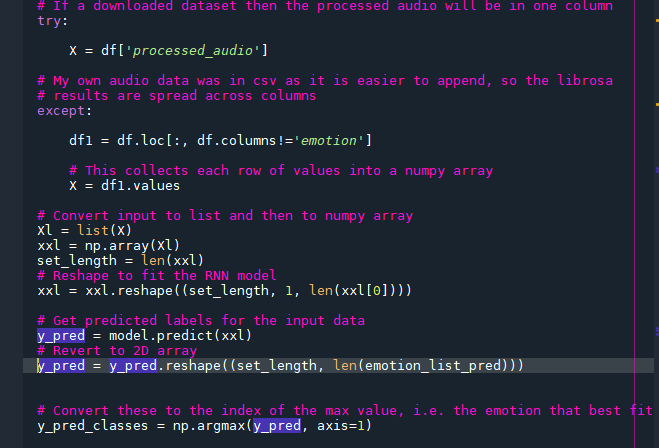 # If a downloaded dataset then the processed audio will be in one column
try:
X = df['processed_audio']
# My own audio data was in csv as it is easier to append, so the librosa
# results are spread across columns
except:
df1 = df.loc[:, df.columns!='emotion']
# This collects each row of values into a numpy array
X = df1.values
# Convert input to list and then to numpy array
Xl = list(X)
xxl = np.array(Xl)
set_length = len(xxl)
# Reshape to fit the RNN model
xxl = xxl.reshape((set_length, 1, len(xxl[0])))
# Get predicted labels for the input data
y_pred = model.predict(xxl)
# Revert to 2D array
y_pred = y_pred.reshape((set_length, len(emotion_list_pred)))
# Convert these to the index of the max value, i.e. the emotion that best fit
y_pred_classes = np.argmax(y_pred, axis=1)